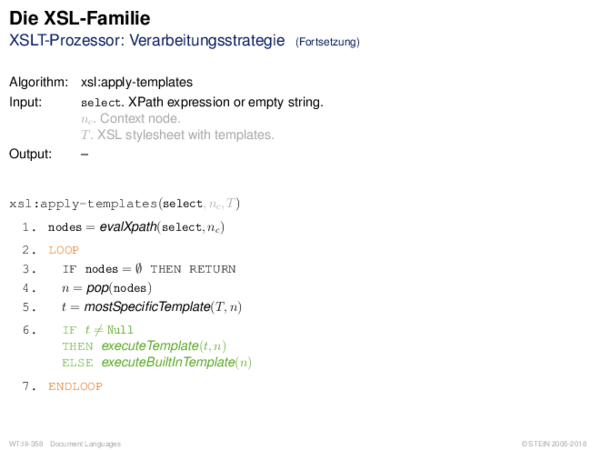 Die XSL-Familie
XSLT-Prozessor: Verarbeitungsstrategie (Fortsetzung)
Algorithm: xsl:apply-templates
Input: select. XPath expression or empty string.
n_c. Context node.
T. XSL stylesheet with templates.
Output: –
xsl:apply-templates(select, n_c, T)
1. nodes = evalXpath(select, n_c)
2. LOOP
3. IF nodes = ∅ THEN RETURN
4. n = pop(nodes)
5. t = mostSpecificTemplate(T, n)
6. IF t ≠ Null
THEN executeTemplate(t, n)
ELSE executeBuiltInTemplate(n)
7. ENDLOOP
WT:III-358 Document Languages © STEIN 2005-2018